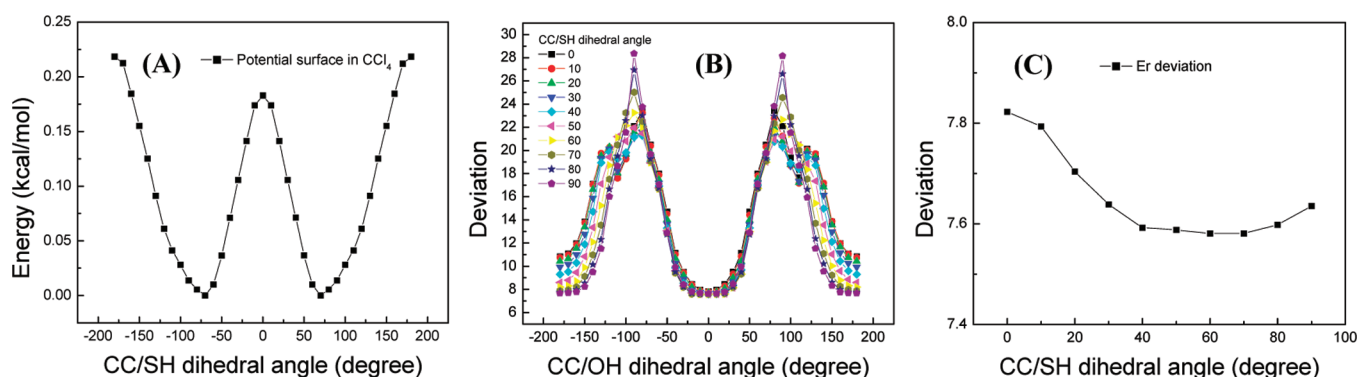 (A)
Potential surface in CCl4
Energy (kcal/mol)
0.25
0.20
0.15
0.10
0.05
0.00
-200 -150 -100 -50 0 50 100 150 200
CC/SH dihedral angle (degree)
(B)
CC/SH dihedral angle
0
10
20
30
40
50
60
70
80
90
Deviation
30
28
26
24
22
20
18
16
14
12
10
8
6
-200 -150 -100 -50 0 50 100 150 200
CC/OH dihedral angle (degree)
(C)
Er deviation
Deviation
8.0
7.8
7.6
7.4
0 20 40 60 80 100
CC/SH dihedral angle (degree)